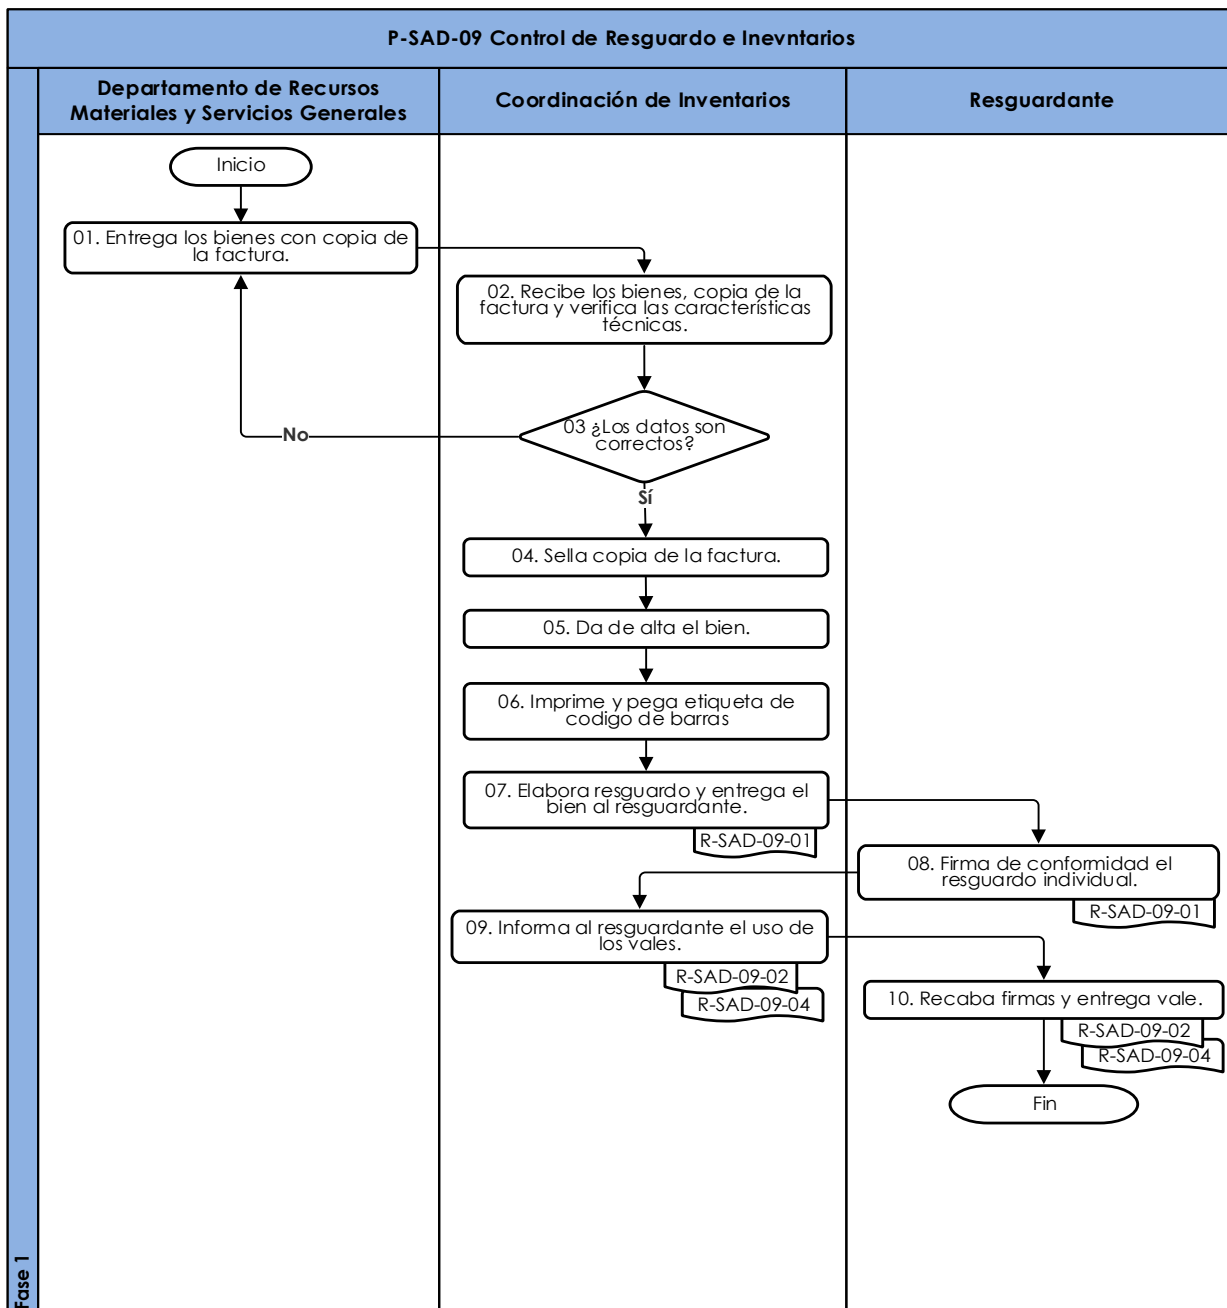 P-SAD-09 Control de Resguardo e Inevntarios
Departamento de Recursos
Materiales y Servicios Generales
Coordinación de Inventarios
Resguardante
Inicio
01. Entrega los bienes con copia de
la factura.
02. Recibe los bienes, copia de la
factura y verifica las características
técnicas.
03 ¿Los datos son
correctos?
No
Sí
04. Sella copia de la factura.
05. Da de alta el bien.
06. Imprime y pega etiqueta de
codigo de barras
07. Elabora resguardo y entrega el
bien al resguardante.
R-SAD-09-01
08. Firma de conformidad el
resguardo individual.
R-SAD-09-01
09. Informa al resguardante el uso de
los vales.
R-SAD-09-02
R-SAD-09-04
10. Recaba firmas y entrega vale.
R-SAD-09-02
R-SAD-09-04
Fin
Fase 1